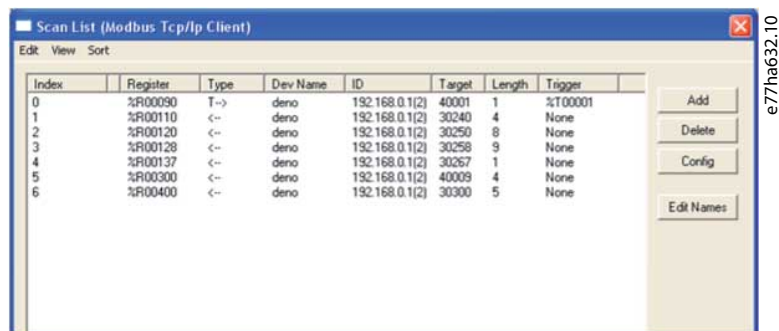 Scan List (Modbus Tcp/Ip Client)
Edit View Sort
Index Register Type Dev Name ID Target Length Trigger
0 %R00090 T--> deno 192.168.0.1(2) 40001 1 %T00001
1 %R00110 <-- deno 192.168.0.1(2) 30240 4 None
2 %R00120 <-- deno 192.168.0.1(2) 30250 8 None
3 %R00128 <-- deno 192.168.0.1(2) 30258 9 None
4 %R00137 <-- deno 192.168.0.1(2) 30267 1 None
5 %R00300 <-- deno 192.168.0.1(2) 40009 4 None
6 %R00400 <-- deno 192.168.0.1(2) 30300 5 None
Add
Delete
Config
Edit Names
e77ha632.10